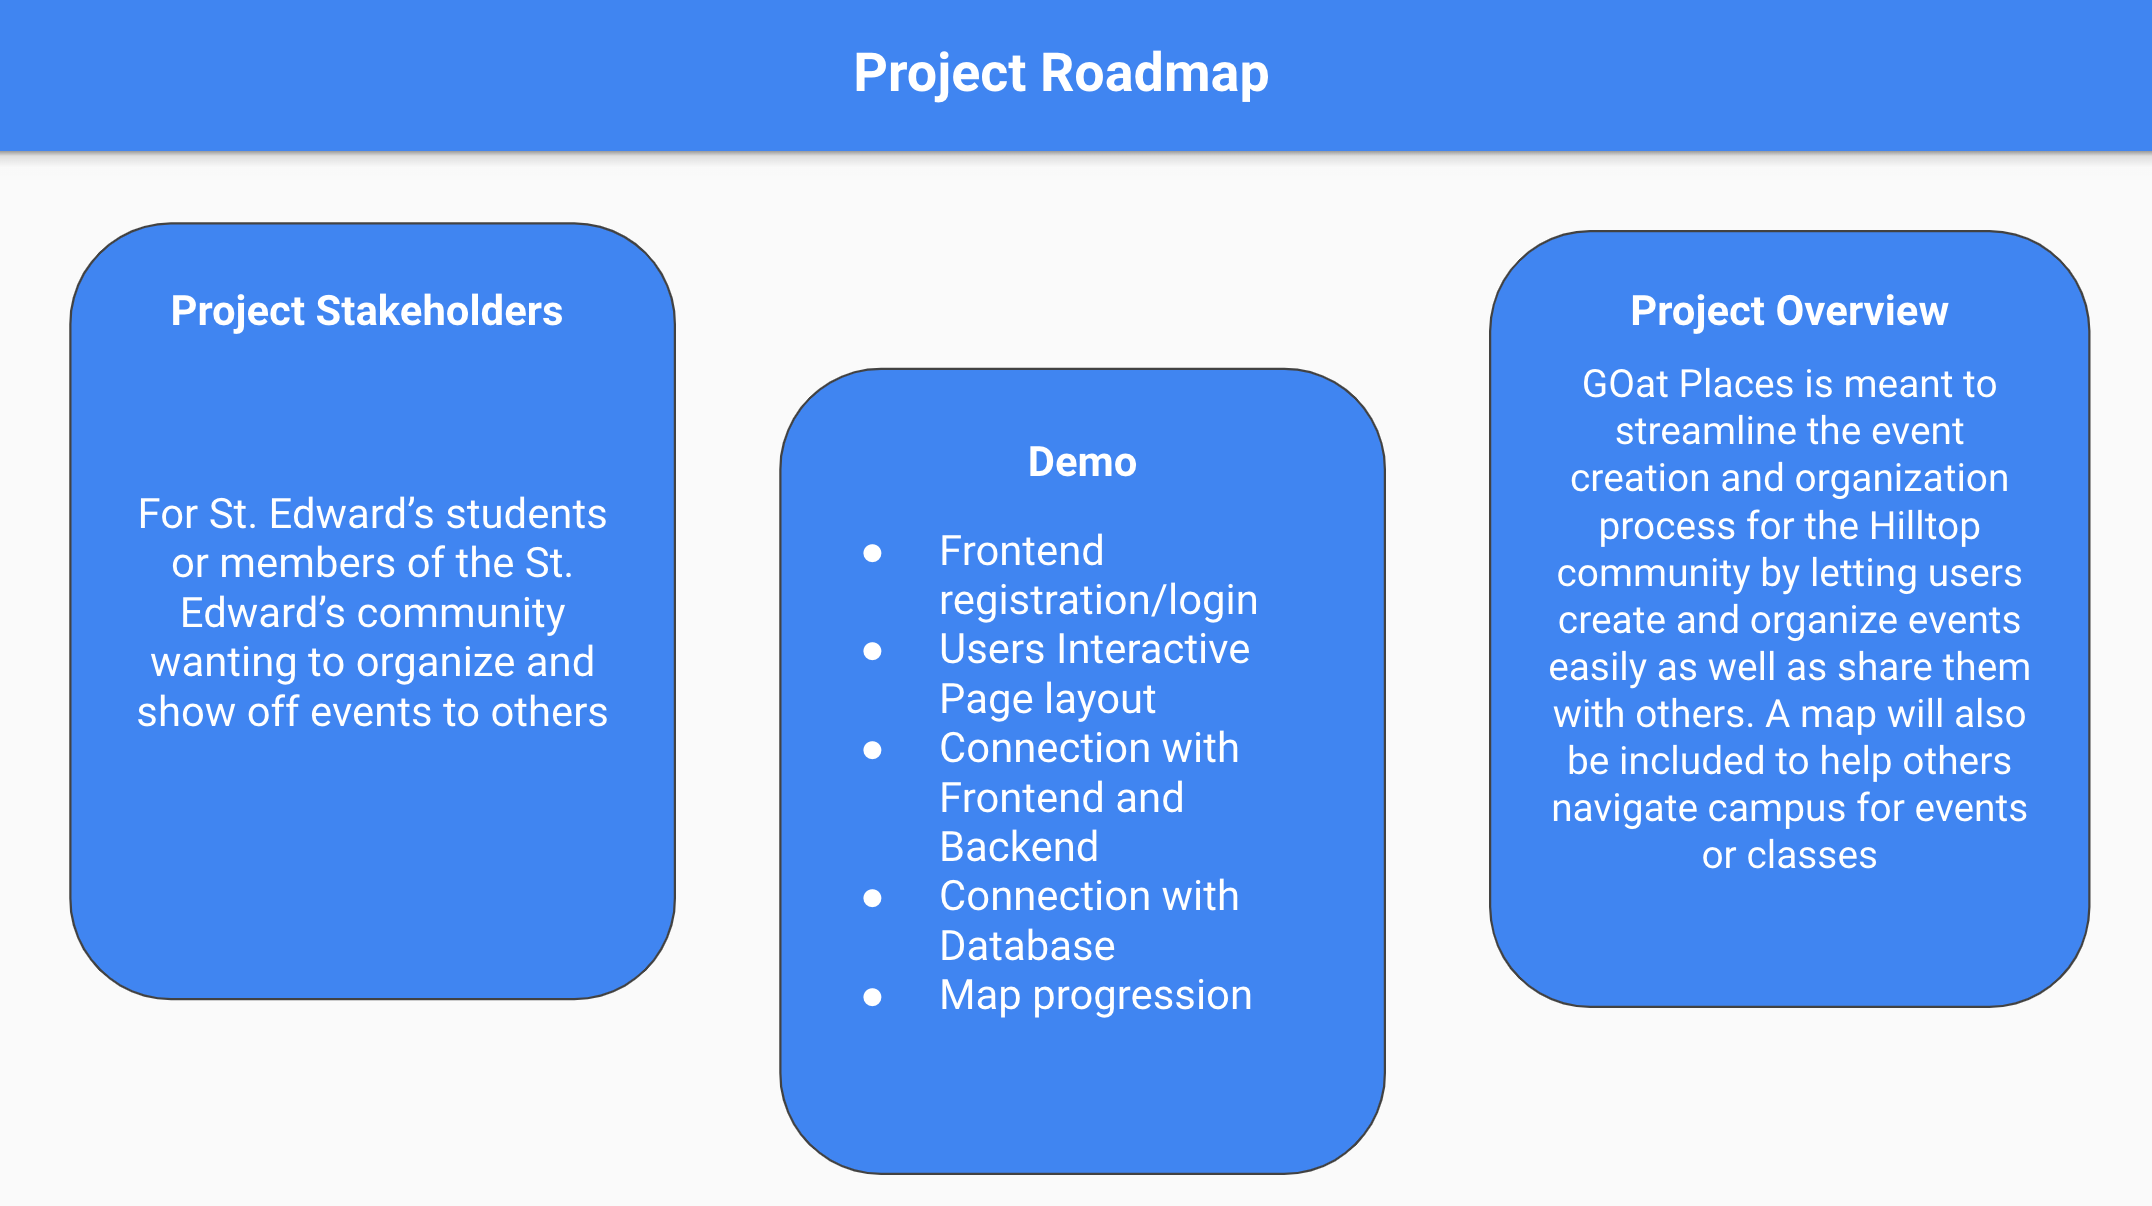 Project Roadmap
Project Stakeholders
For St. Edward’s students
or members of the St.
Edward’s community
wanting to organize and
show off events to others
Demo
● Frontend
registration/login
● Users Interactive
Page layout
● Connection with
Frontend and
Backend
● Connection with
Database
● Map progression
Project Overview
GOat Places is meant to
streamline the event
creation and organization
process for the Hilltop
community by letting users
create and organize events
easily as well as share them
with others. A map will also
be included to help others
navigate campus for events
or classes